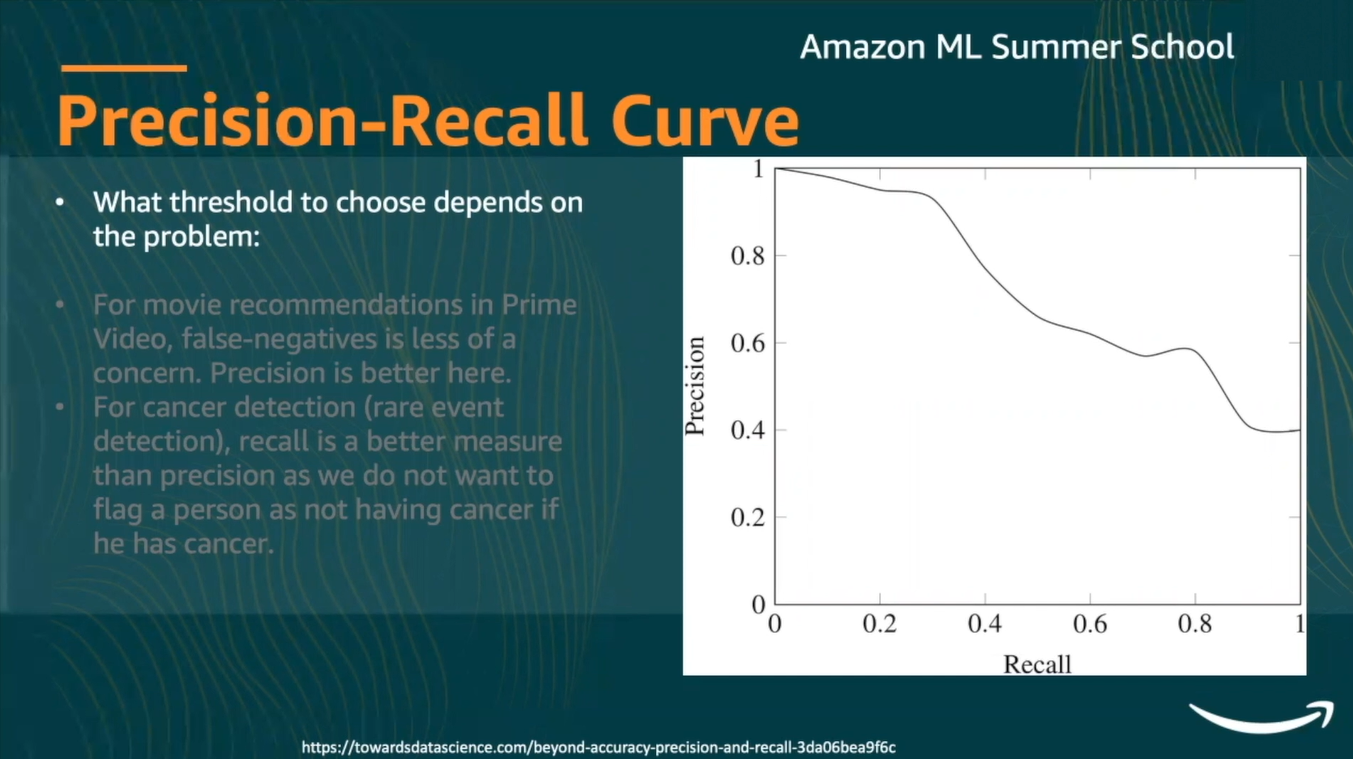 Amazon ML Summer School
Precision-Recall Curve
• What threshold to choose depends on
the problem:
• For movie recommendations in Prime
Video, false-negatives is less of a
concern. Precision is better here.
• For cancer detection (rare event
detection), recall is a better measure
than precision as we do not want to
flag a person as not having cancer if
he has cancer.
1
0.8
0.6
0.4
0.2
0
Precision
0 0.2 0.4 0.6 0.8 1
Recall
https://towardsdatascience.com/beyond-accuracy-precision-and-recall-3da06bea9f6c